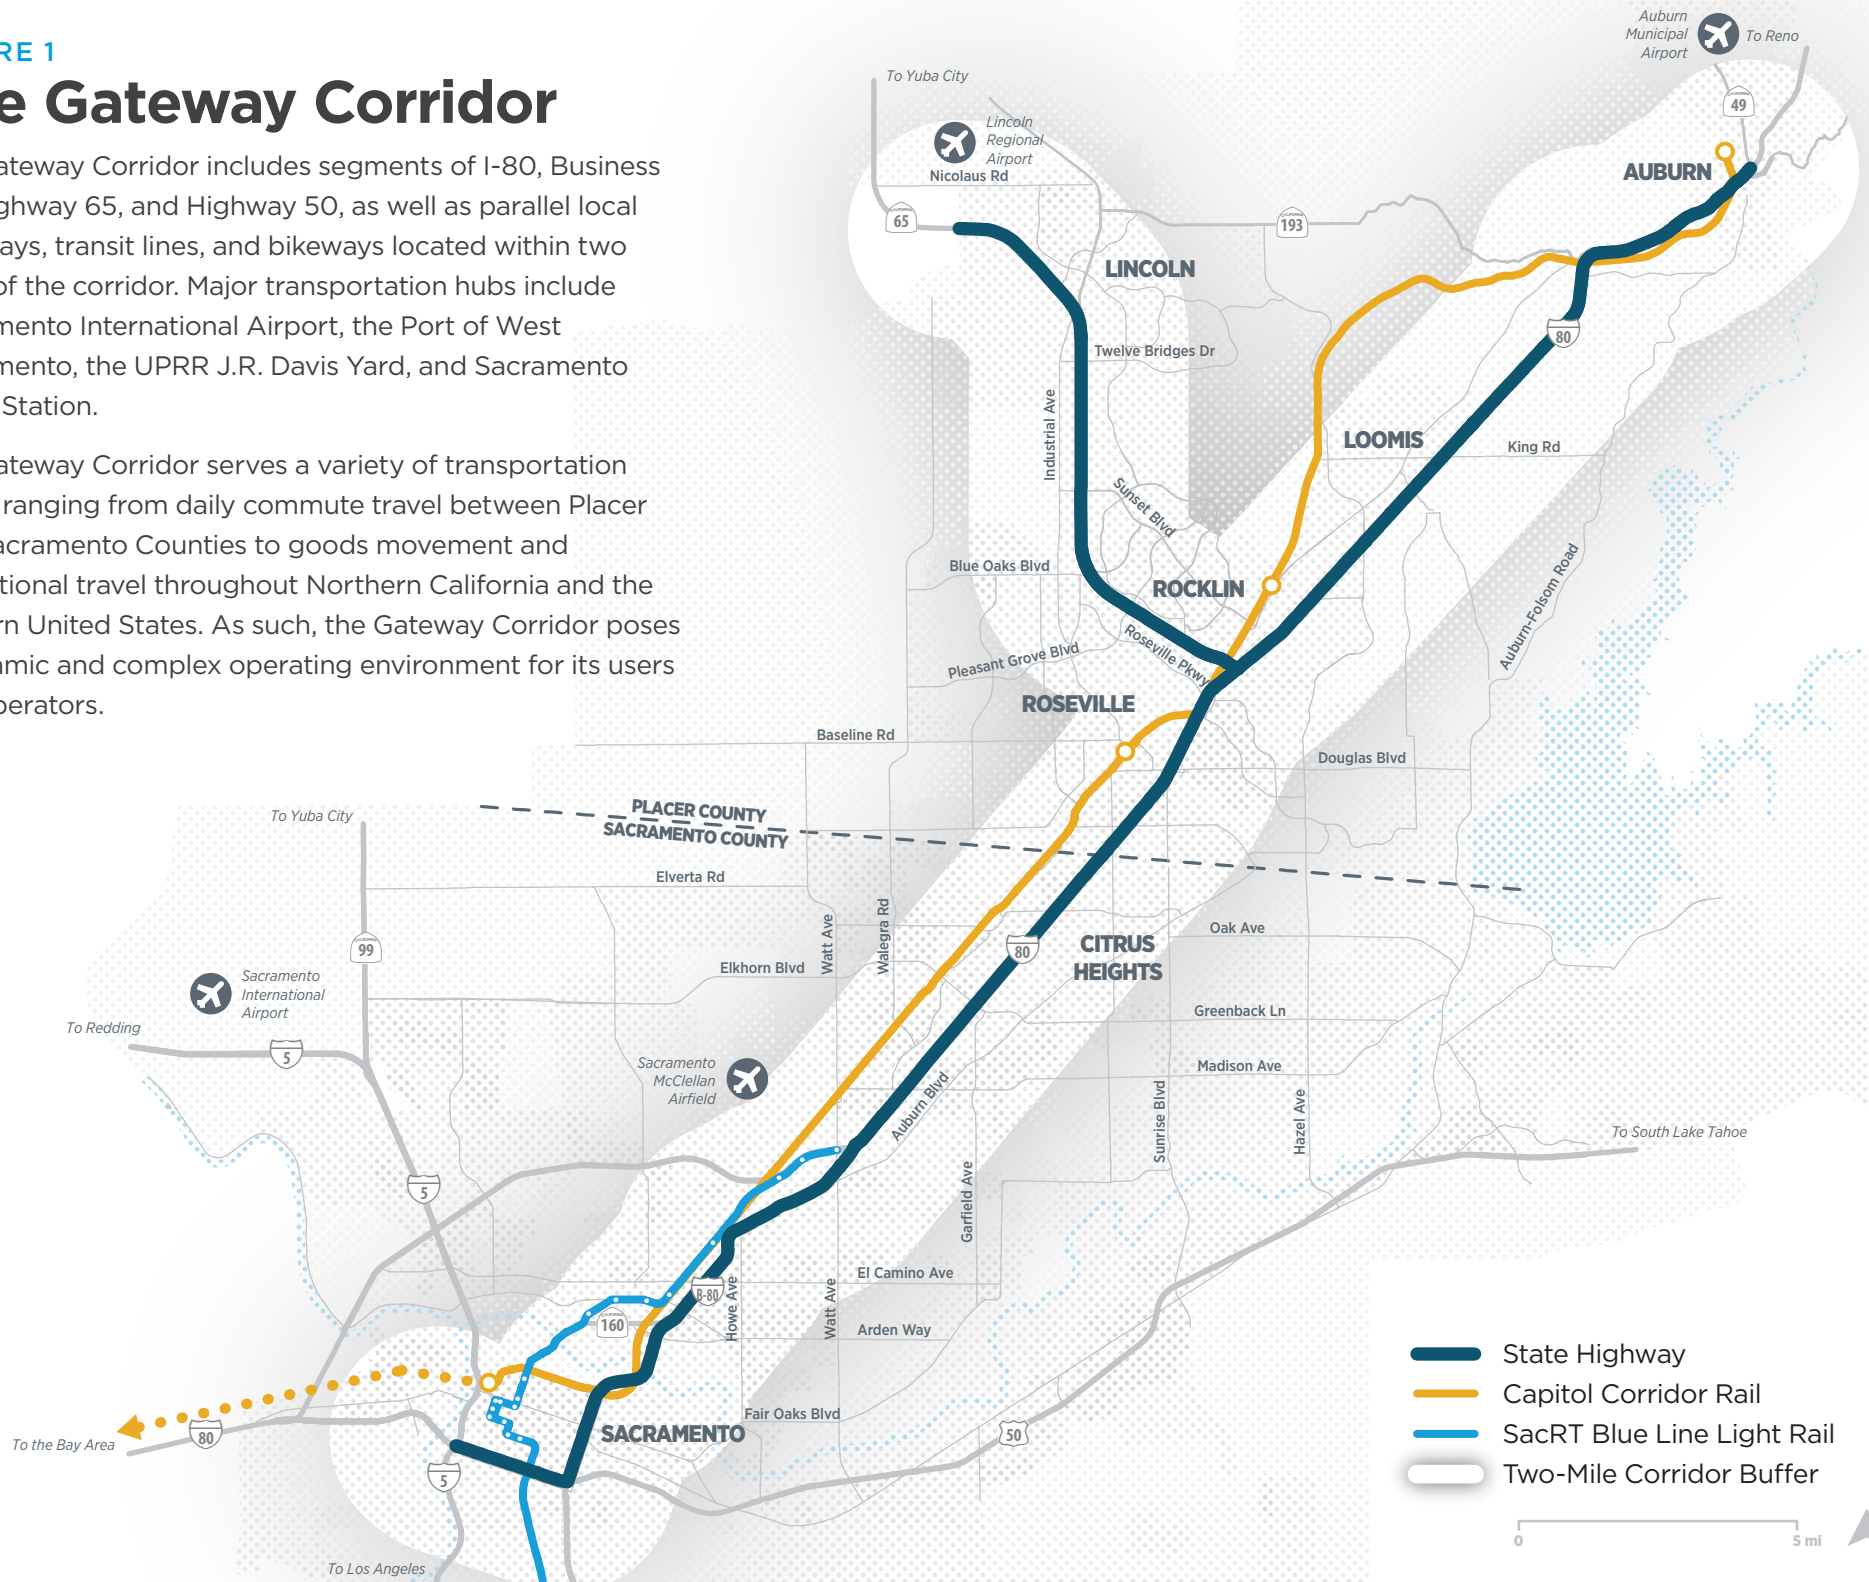 RE 1
e Gateway Corridor
ateway Corridor includes segments of I-80, Business
ghway 65, and Highway 50, as well as parallel local
ays, transit lines, and bikeways located within two
of the corridor. Major transportation hubs include
mento International Airport, the Port of West
mento, the UPRR J.R. Davis Yard, and Sacramento
Station.
ateway Corridor serves a variety of transportation
ranging from daily commute travel between Placer
acramento Counties to goods movement and
tional travel throughout Northern California and the
rn United States. As such, the Gateway Corridor poses
amic and complex operating environment for its users
perators.
Auburn
Municipal
Airport
To Reno
To Yuba City
CALIFORNIA
49
Lincoln
Regional
Airport
AUBURN
Nicolaus Rd
CALIFORNIA
65
CALIFORNIA
193
LINCOLN
80
Twelve Bridges Dr
Industrial Ave
LOOMIS
King Rd
Sunset Blvd
Blue Oaks Blvd
ROCKLIN
Auburn-Folsom Road
Roseville Pkwy
Pleasant Grove Blvd
ROSEVILLE
Baseline Rd
Douglas Blvd
PLACER COUNTY
SACRAMENTO COUNTY
To Yuba City
Elverta Rd
Watt Ave
Walegra Rd
CALIFORNIA
99
80
CITRUS
HEIGHTS
Oak Ave
Elkhorn Blvd
Sacramento
International
Airport
Greenback Ln
To Redding
5
Sacramento
McClellan
Airfield
Madison Ave
Auburn Blvd
Sunrise Blvd
Hazel Ave
To South Lake Tahoe
5
Garfield Ave
El Camino Ave
B-80
Howe Ave
Watt Ave
CALIFORNIA
160
Arden Way
Fair Oaks Blvd
SACRAMENTO
50
80
To the Bay Area
5
To Los Angeles
State Highway
Capitol Corridor Rail
SacRT Blue Line Light Rail
Two-Mile Corridor Buffer
0
5 mi